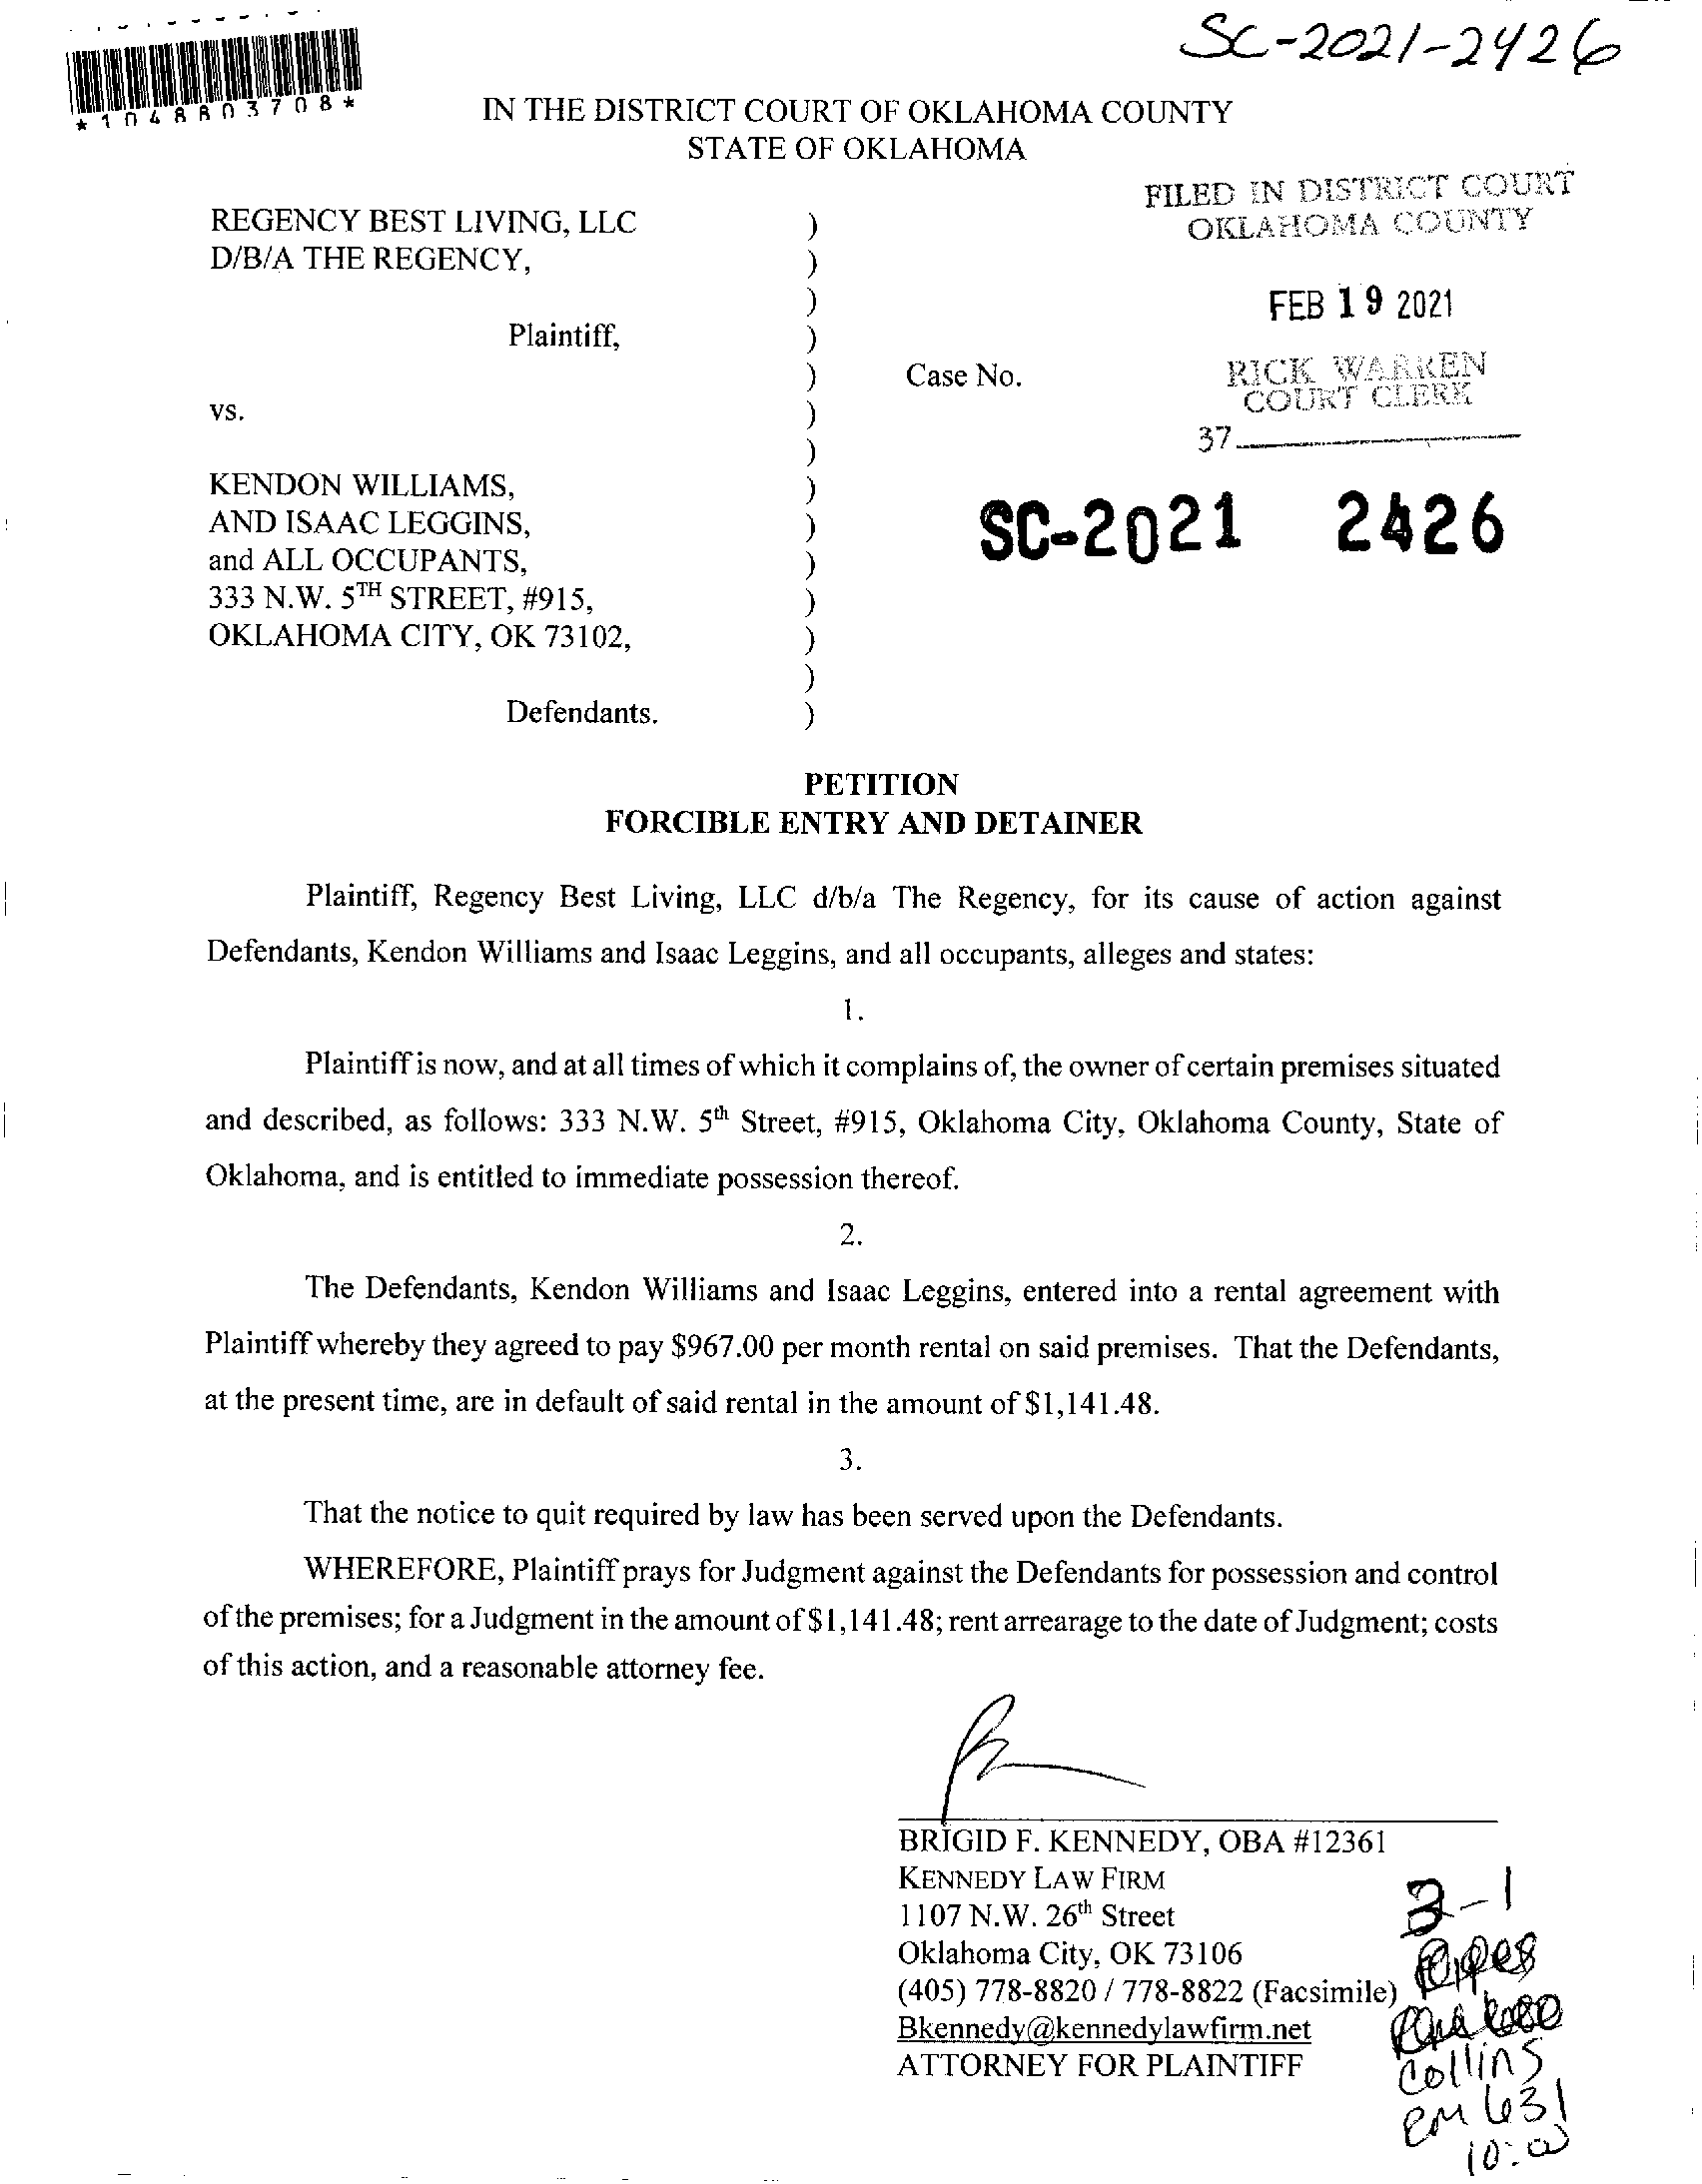 SC-2021-2426
*1048803708*
IN THE DISTRICT COURT OF OKLAHOMA COUNTY
STATE OF OKLAHOMA
FILED IN DISTRICT COURT
OKLAHOMA COUNTY
FEB 19 2021
RICK WARREN
COURT CLERK
37
REGENCY BEST LIVING, LLC )
D/B/A THE REGENCY, )
)
Plaintiff, )
) Case No.
vs. )
)
KENDON WILLIAMS, )
AND ISAAC LEGGINS, ) SC-2021 2426
and ALL OCCUPANTS, )
333 N.W. 5TH STREET, #915, )
OKLAHOMA CITY, OK 73102, )
)
Defendants. )
PETITION
FORCIBLE ENTRY AND DETAINER
Plaintiff, Regency Best Living, LLC d/b/a The Regency, for its cause of action against
Defendants, Kendon Williams and Isaac Leggins, and all occupants, alleges and states:
1.
Plaintiff is now, and at all times of which it complains of, the owner of certain premises situated
and described, as follows: 333 N.W. 5th Street, #915, Oklahoma City, Oklahoma County, State of
Oklahoma, and is entitled to immediate possession thereof.
2.
The Defendants, Kendon Williams and Isaac Leggins, entered into a rental agreement with
Plaintiff whereby they agreed to pay $967.00 per month rental on said premises. That the Defendants,
at the present time, are in default of said rental in the amount of $1,141.48.
3.
That the notice to quit required by law has been served upon the Defendants.
WHEREFORE, Plaintiff prays for Judgment against the Defendants for possession and control
of the premises; for a Judgment in the amount of $1,141.48; rent arrearage to the date of Judgment; costs
of this action, and a reasonable attorney fee.
BRIGID F. KENNEDY, OBA #12361
KENNEDY LAW FIRM
1107 N.W. 26th Street
Oklahoma City, OK 73106
(405) 778-8820 / 778-8822 (Facsimile)
Bkennedy@kennedylawfirm.net
ATTORNEY FOR PLAINTIFF
3-1
Collins
RM 631
10:00